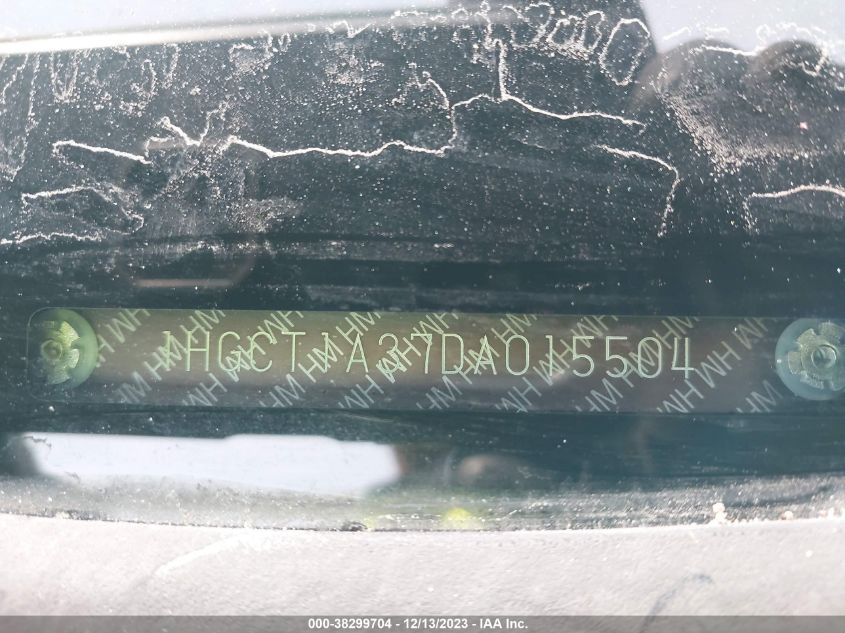 1HGCT1A37DA015504
000-38299704 - 12/13/2023 - IAA Inc.